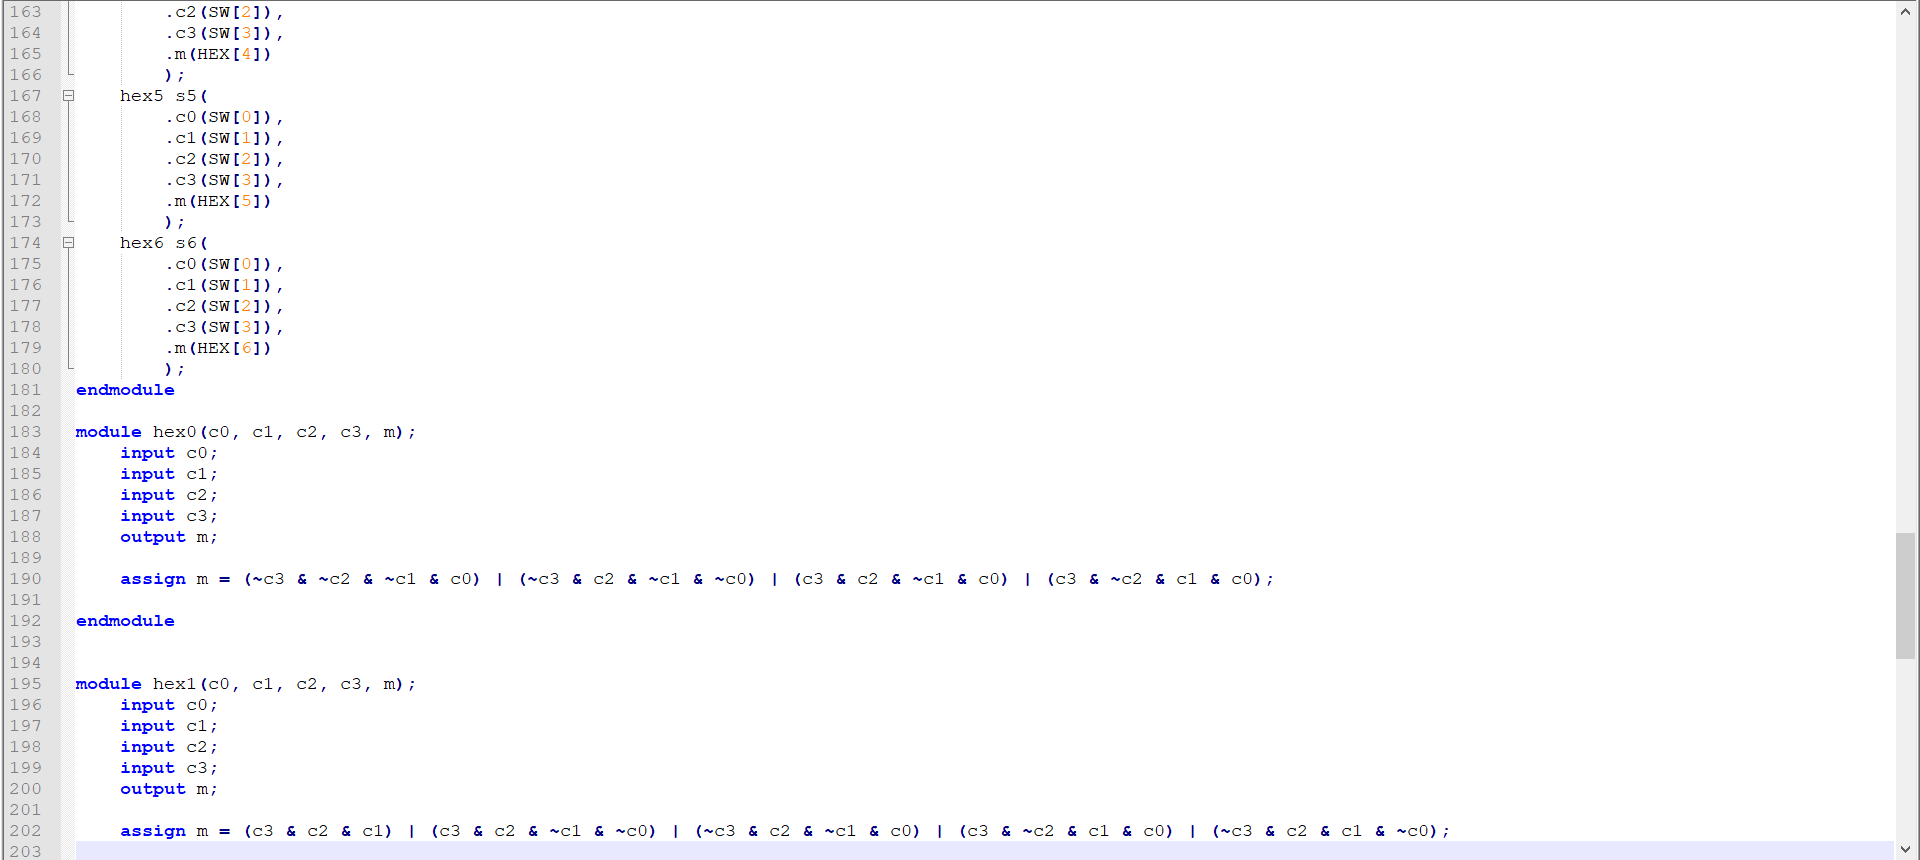 163 .c2(SW[2]),
164 .c3(SW[3]),
165 .m(HEX[4])
166 );
167 hex5 s5(
168 .c0(SW[0]),
169 .c1(SW[1]),
170 .c2(SW[2]),
171 .c3(SW[3]),
172 .m(HEX[5])
173 );
174 hex6 s6(
175 .c0(SW[0]),
176 .c1(SW[1]),
177 .c2(SW[2]),
178 .c3(SW[3]),
179 .m(HEX[6])
180 );
181 endmodule
182
183 module hex0(c0, c1, c2, c3, m);
184 input c0;
185 input c1;
186 input c2;
187 input c3;
188 output m;
189
190 assign m = (~c3 & ~c2 & ~c1 & c0) | (~c3 & c2 & ~c1 & ~c0) | (c3 & c2 & ~c1 & c0) | (c3 & ~c2 & c1 & c0);
191
192 endmodule
193
194
195 module hex1(c0, c1, c2, c3, m);
196 input c0;
197 input c1;
198 input c2;
199 input c3;
200 output m;
201
202 assign m = (c3 & c2 & c1) | (c3 & c2 & ~c1 & ~c0) | (~c3 & c2 & ~c1 & c0) | (c3 & ~c2 & c1 & c0) | (~c3 & c2 & c1 & ~c0);
203